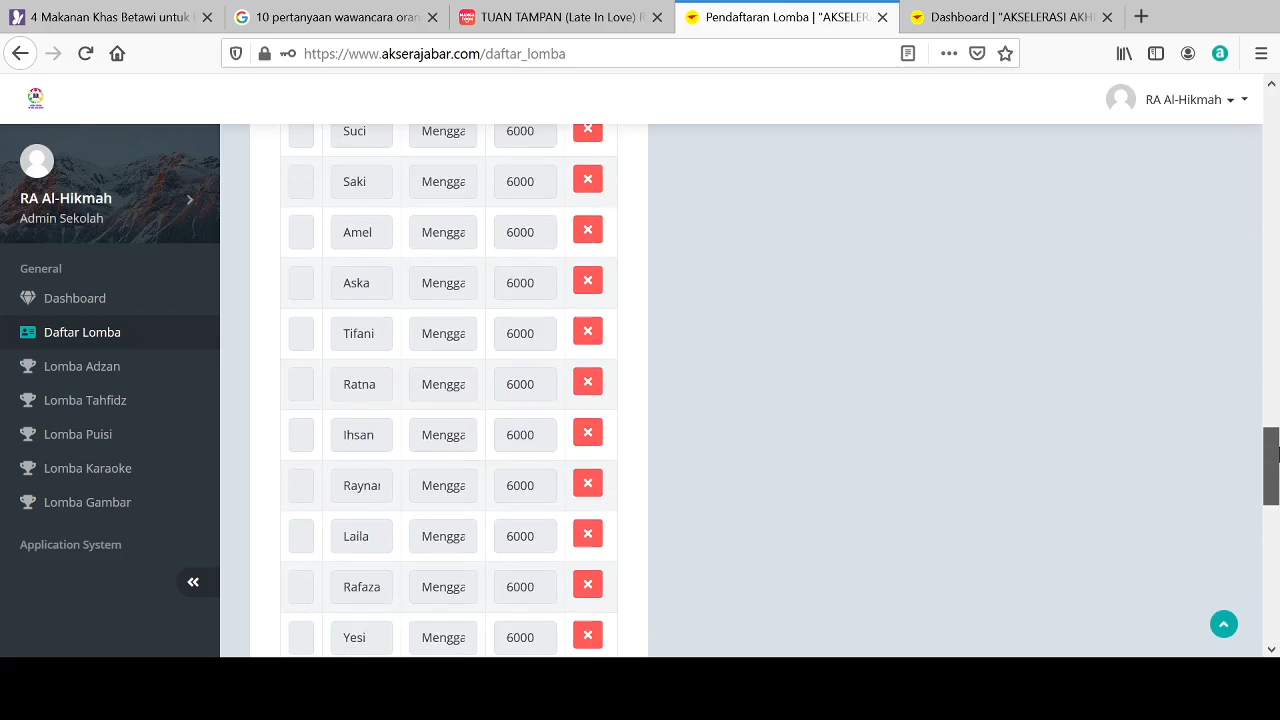 4 Makanan Khas Betawi untuk
10 pertanyaan wawancara oran
TUAN TAMPAN (Late In Love) R
Pendaftaran Lomba | "AKSELERA
Dashboard | "AKSELERASI AKH
https://www.akserajabar.com/daftar_lomba
RA Al-Hikmah
RA Al-Hikmah
Admin Sekolah
General
Dashboard
Daftar Lomba
Lomba Adzan
Lomba Tahfidz
Lomba Puisi
Lomba Karaoke
Lomba Gambar
Application System
Suci Mengga 6000
Saki Mengga 6000
Amel Mengga 6000
Aska Mengga 6000
Tifani Mengga 6000
Ratna Mengga 6000
Ihsan Mengga 6000
Raynar Mengga 6000
Laila Mengga 6000
Rafaza Mengga 6000
Yesi Mengga 6000